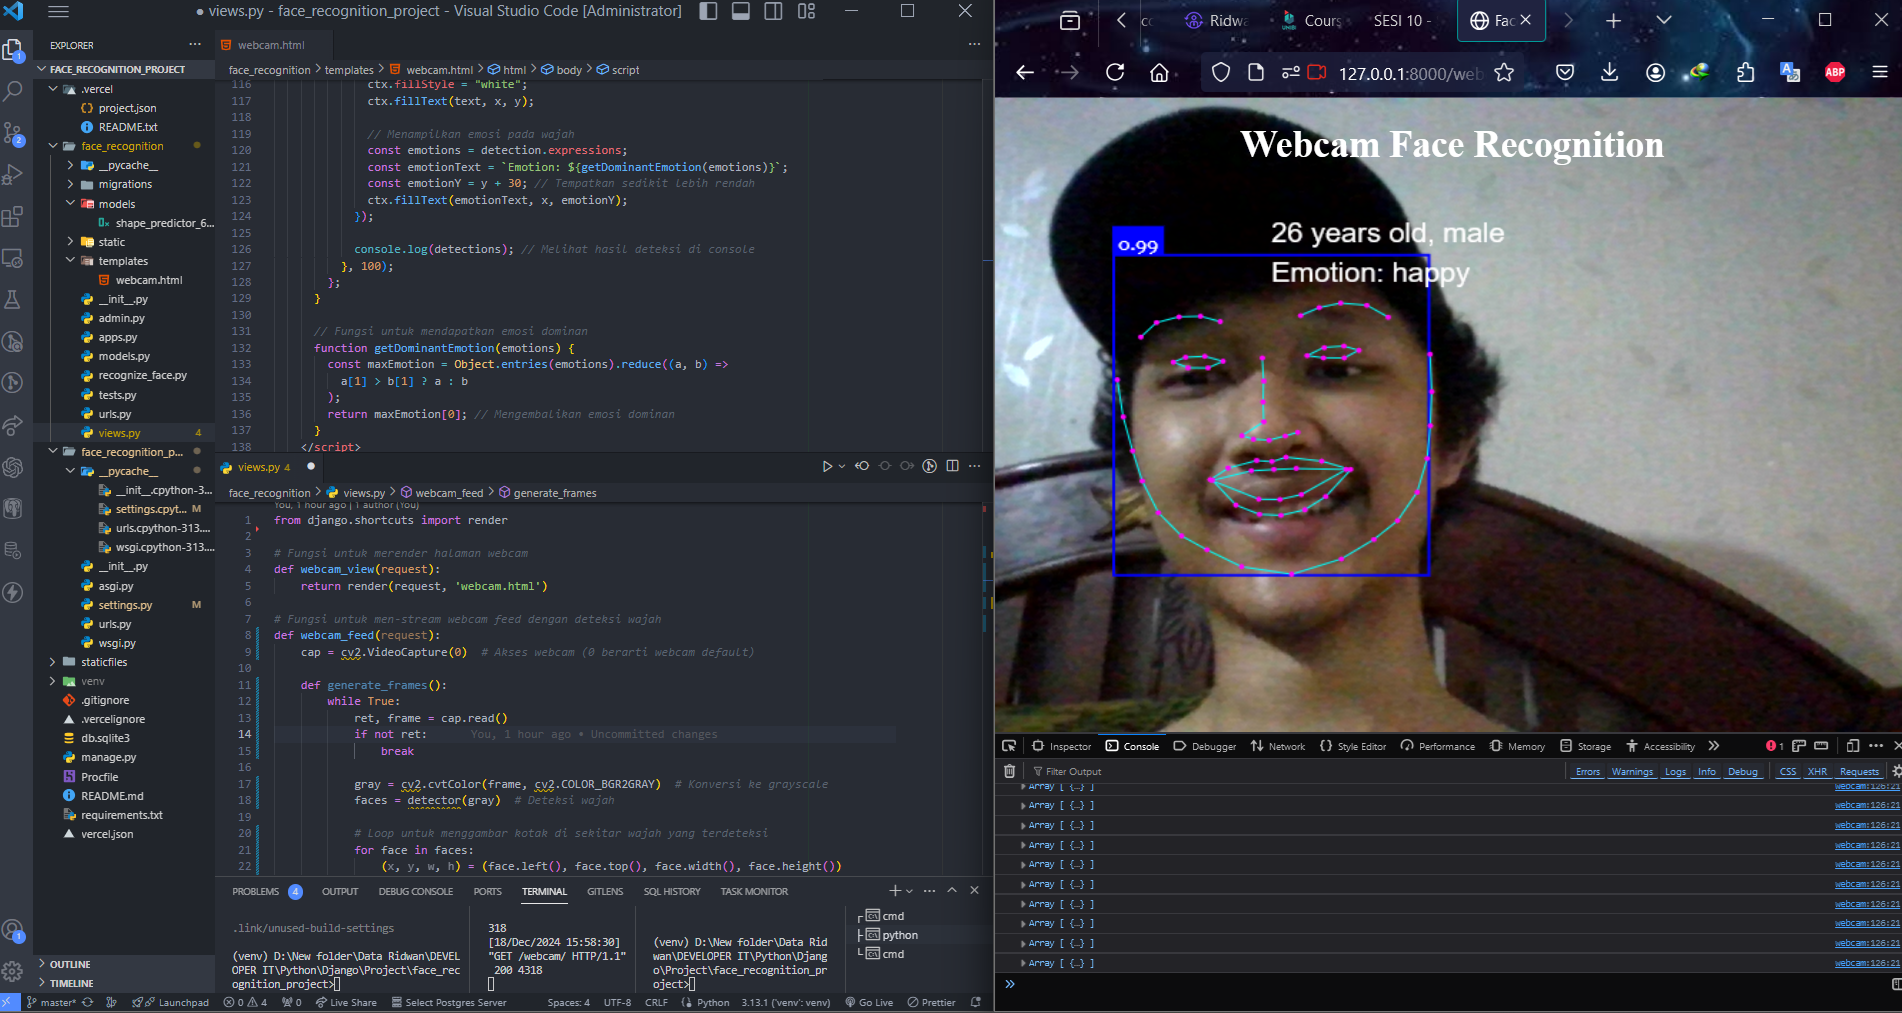 views.py - face_recognition_project - Visual Studio Code [Administrator]
EXPLORER
FACE_RECOGNITION_PROJECT
.vercel
project.json
README.txt
face_recognition
__pycache__
migrations
models
shape_predictor_6...
static
templates
webcam.html
__init__.py
admin.py
apps.py
models.py
recognize_face.py
tests.py
urls.py
views.py 4
face_recognition_p...
__pycache__
__init__.cpython-3...
settings.cpyt... M
urls.cpython-313....
wsgi.cpython-313....
__init__.py
asgi.py
settings.py M
urls.py
wsgi.py
staticfiles
venv
.gitignore
.vercelignore
db.sqlite3
manage.py
Procfile
README.md
requirements.txt
vercel.json
OUTLINE
TIMELINE
webcam.html
face_recognition > templates > webcam.html > html > body > script
116 ctx.fillStyle = "white";
117 ctx.fillText(text, x, y);
118
119 // Menampilkan emosi pada wajah
120 const emotions = detection.expressions;
121 const emotionText = `Emotion: ${getDominantEmotion(emotions)}`;
122 const emotionY = y + 30; // Tempatkan sedikit lebih rendah
123 ctx.fillText(emotionText, x, emotionY);
124 });
125
126 console.log(detections); // Melihat hasil deteksi di console
127 }, 100);
128 };
129 }
130
131 // Fungsi untuk mendapatkan emosi dominan
132 function getDominantEmotion(emotions) {
133 const maxEmotion = Object.entries(emotions).reduce((a, b) =>
134 a[1] > b[1] ? a : b
135 );
136 return maxEmotion[0]; // Mengembalikan emosi dominan
137 }
138 </script>
views.py 4
face_recognition > views.py > webcam_feed > generate_frames
You, 1 hour ago | 1 author (You)
1 from django.shortcuts import render
2
3 # Fungsi untuk merender halaman webcam
4 def webcam_view(request):
5 return render(request, 'webcam.html')
6
7 # Fungsi untuk men-stream webcam feed dengan deteksi wajah
8 def webcam_feed(request):
9 cap = cv2.VideoCapture(0) # Akses webcam (0 berarti webcam default)
10
11 def generate_frames():
12 while True:
13 ret, frame = cap.read()
14 if not ret: You, 1 hour ago • Uncommitted changes
15 break
16
17 gray = cv2.cvtColor(frame, cv2.COLOR_BGR2GRAY) # Konversi ke grayscale
18 faces = detector(gray) # Deteksi wajah
19
20 # Loop untuk menggambar kotak di sekitar wajah yang terdeteksi
21 for face in faces:
22 (x, y, w, h) = (face.left(), face.top(), face.width(), face.height())
PROBLEMS 4 OUTPUT DEBUG CONSOLE PORTS TERMINAL GITLENS SQL HISTORY TASK MONITOR
.link/unused-build-settings
(venv) D:\New folder\Data Ridwan\DEVEL
OPER IT\Python\Django\Project\face_rec
ognition_project>
318
[18/Dec/2024 15:58:30]
"GET /webcam/ HTTP/1.1"
200 4318
(venv) D:\New folder\Data Rid
wan\DEVELOPER IT\Python\Djang
o\Project\face_recognition_pr
oject>
cmd
python
cmd
master* Launchpad 0 4 0 Live Share Select Postgres Server Spaces: 4 UTF-8 CRLF Python 3.13.1 ('venv': venv) Go Live Prettier
Ridwa Cours SESI 10 - Fac
127.0.0.1:8000/web
ABP
Webcam Face Recognition
26 years old, male
0.99
Emotion: happy
Inspector Console Debugger Network Style Editor Performance Memory Storage Accessibility 1
Filter Output Errors Warnings Logs Info Debug CSS XHR Requests
Array [ {…} ] webcam:126:21
Array [ {…} ] webcam:126:21
Array [ {…} ] webcam:126:21
Array [ {…} ] webcam:126:21
Array [ {…} ] webcam:126:21
Array [ {…} ] webcam:126:21
Array [ {…} ] webcam:126:21
Array [ {…} ] webcam:126:21
Array [ {…} ] webcam:126:21
Array [ {…} ] webcam:126:21